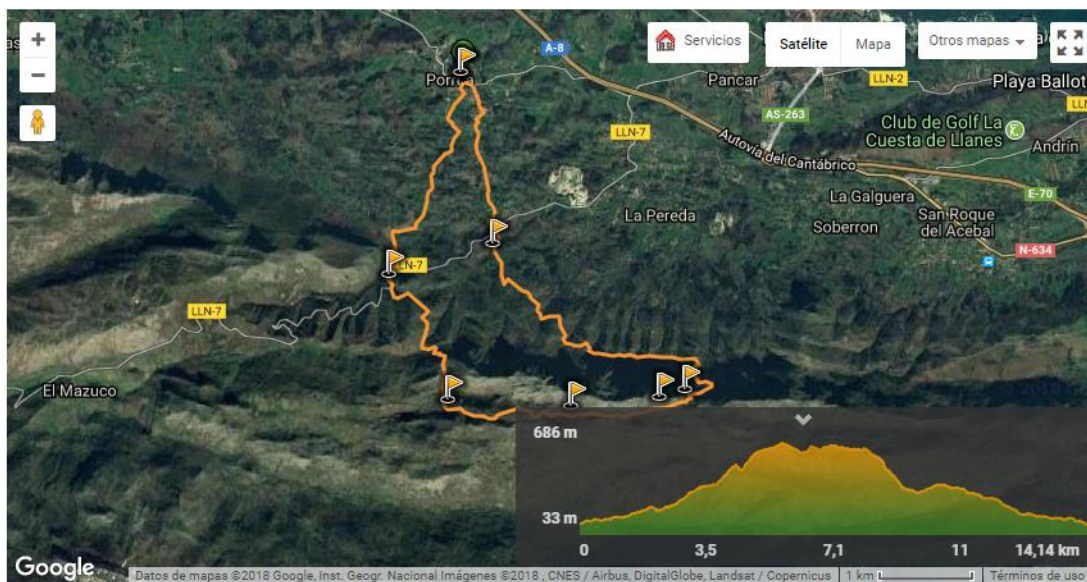 +
−
Servicios
Satélite
Mapa
Otros mapas
A-8
Pancar
LLN-2
Playa Ballot
AS-263
Club de Golf La
Cuesta de Llanes
Andrín
LLN-7
Autovía del Cantábrico
La Galguera
E-70
La Pereda
San Roque
del Acebal
Soberron
N-634
LN-7
LLN-7
El Mazuco
686 m
33 m
0
3,5
7,1
11
14,14 km
Google
Datos de mapas ©2018 Google, Inst. Geogr. Nacional Imágenes ©2018 , CNES / Airbus, DigitalGlobe, Landsat / Copernicus
1 km
Términos de uso